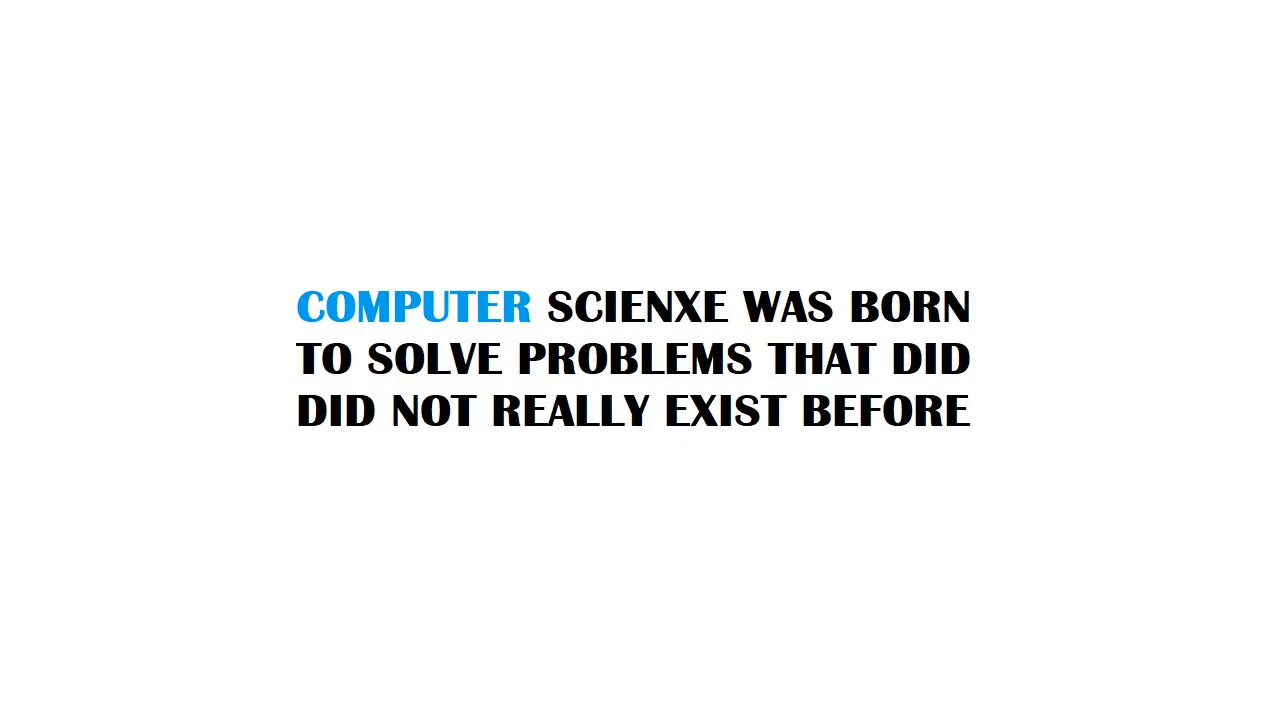 COMPUTER SCIENXE WAS BORN
TO SOLVE PROBLEMS THAT DID
DID NOT REALLY EXIST BEFORE